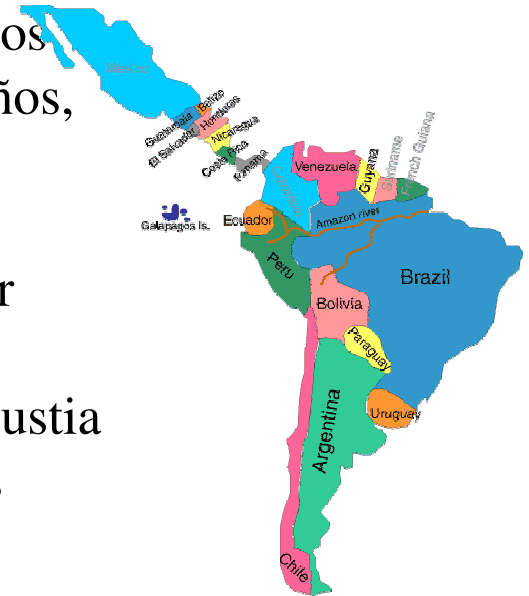 os
ños,
r
ustia
Mexico
Belize
Guatemala
Honduras
El Salvador
Nicaragua
Costa Rica
Panama
Venezuela
Guyana
Suriname
French Guiana
Colombia
Galapagos Is.
Ecuador
Amazon river
Peru
Brazil
Bolivia
Paraguay
Argentina
Uruguay
Chile